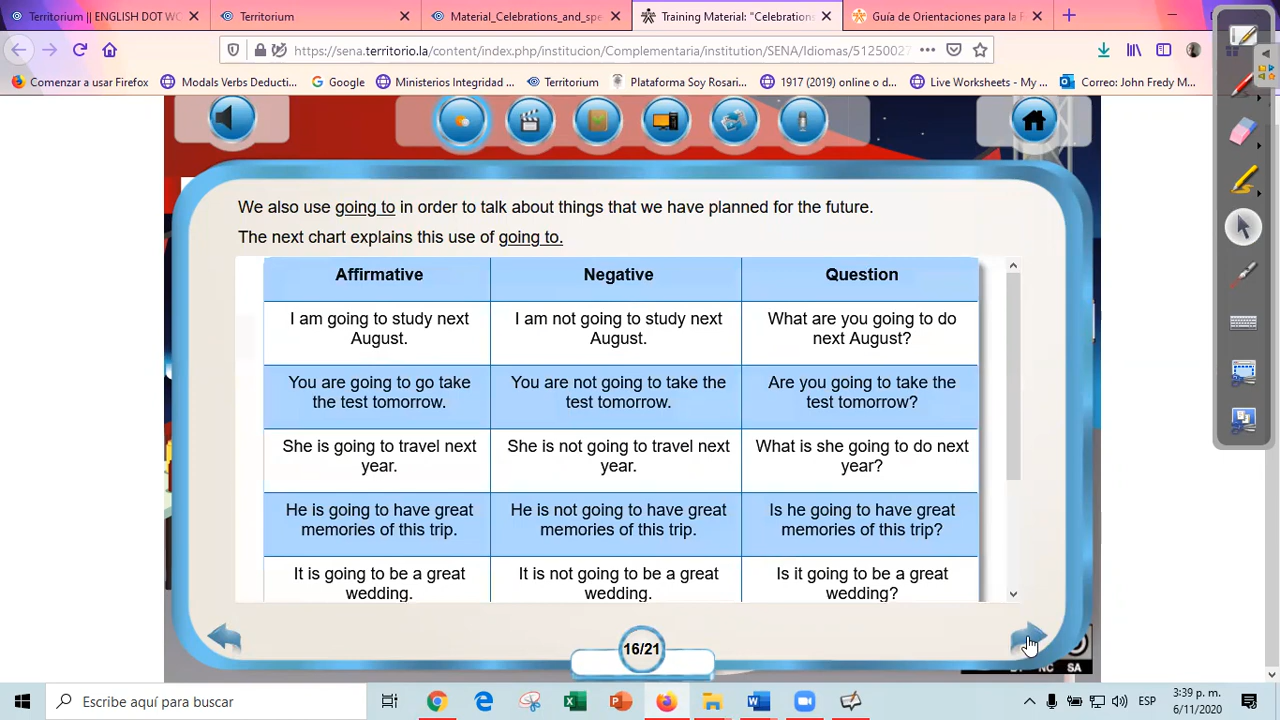 Territorium || ENGLISH DOT WO
Territorium
Material_Celebrations_and_spe
Training Material: "Celebrations
Guía de Orientaciones para la F
https://sena.territorio.la/content/index.php/institucion/Complementaria/institution/SENA/Idiomas/51250027
Comenzar a usar Firefox
Modals Verbs Deducti...
Google
Ministerios Integridad ...
Territorium
Plataforma Soy Rosari...
1917 (2019) online o d...
Live Worksheets - My ...
Correo: John Fredy M...
We also use going to in order to talk about things that we have planned for the future.
The next chart explains this use of going to.
Affirmative Negative Question
I am going to study next
August.
I am not going to study next
August.
What are you going to do
next August?
You are going to go take
the test tomorrow.
You are not going to take the
test tomorrow.
Are you going to take the
test tomorrow?
She is going to travel next
year.
She is not going to travel next
year.
What is she going to do next
year?
He is going to have great
memories of this trip.
He is not going to have great
memories of this trip.
Is he going to have great
memories of this trip?
It is going to be a great
wedding.
It is not going to be a great
wedding.
Is it going to be a great
wedding?
16/21
NC SA
Escribe aquí para buscar
ESP
3:39 p. m.
6/11/2020